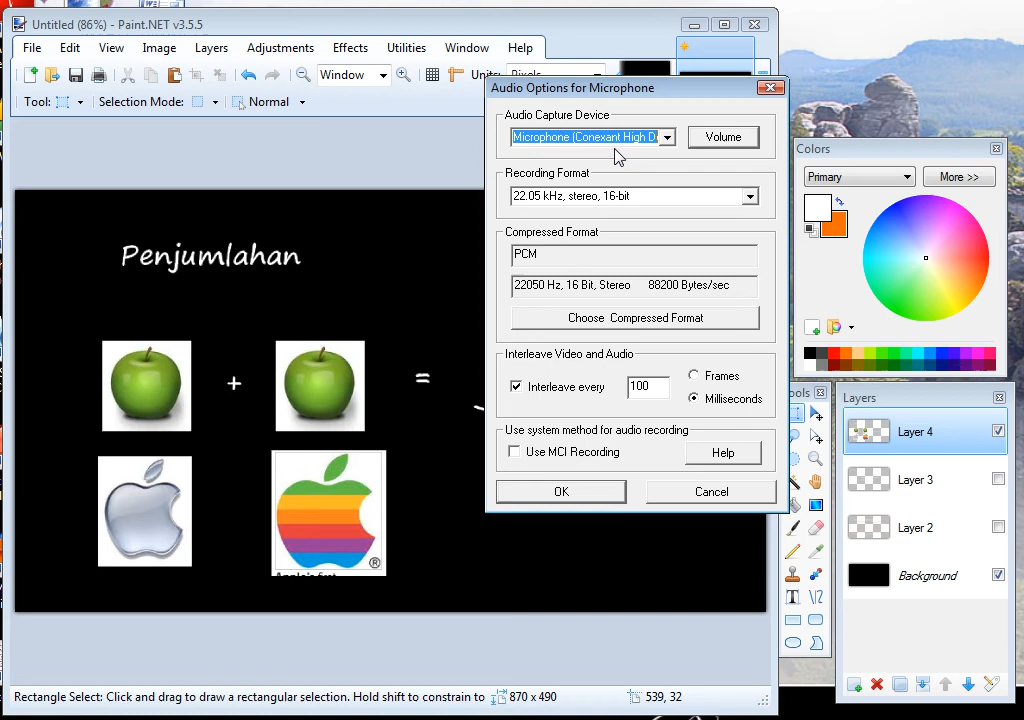 Untitled (86%) - Paint.NET v3.5.5
File Edit View Image Layers Adjustments Effects Utilities Window Help
Window Units: Pixels
Tool: Selection Mode: Normal
Audio Options for Microphone
Audio Capture Device
Microphone (Conexant High D
Volume
Recording Format
22.05 kHz, stereo, 16-bit
Compressed Format
PCM
22050 Hz, 16 Bit, Stereo 88200 Bytes/sec
Choose Compressed Format
Interleave Video and Audio
Interleave every 100
Frames
Milliseconds
Use system method for audio recording
Use MCI Recording
Help
OK Cancel
Penjumlahan
+ =
®
Colors
Primary More >>
Layers
Layer 4
Layer 3
Layer 2
Background
Rectangle Select: Click and drag to draw a rectangular selection. Hold shift to constrain to 870 x 490 539, 32